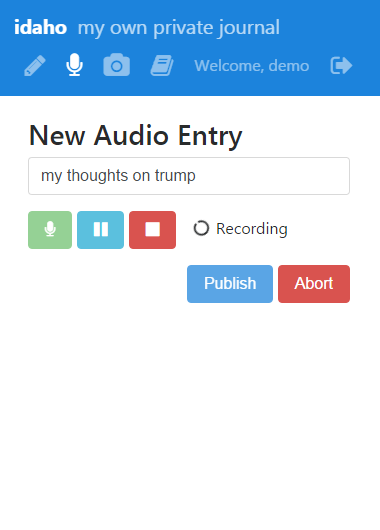 idaho my own private journal
Welcome, demo
New Audio Entry
my thoughts on trump
Recording
Publish Abort